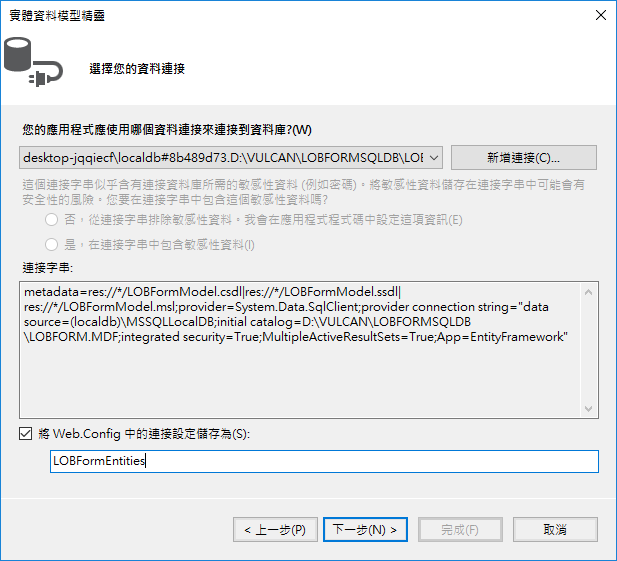 實體資料模型精靈
選擇您的資料連接
您的應用程式應使用哪個資料連接來連接到資料庫?(W)
desktop-jqqiecf\localdb#8b489d73.D:\VULCAN\LOBFORMSQLDB\LOB
新增連接(C)...
這個連接字串似乎含有連接資料庫所需的敏感性資料 (例如密碼)。將敏感性資料儲存在連接字串中可能會有
安全性的風險。您要在連接字串中包含這個敏感性資料嗎?
否，從連接字串排除敏感性資料。我會在應用程式程式碼中設定這項資訊(E)
是，在連接字串中包含敏感性資料(I)
連接字串:
metadata=res://*/LOBFormModel.csdl|res://*/LOBFormModel.ssdl|
res://*/LOBFormModel.msl;provider=System.Data.SqlClient;provider connection string="data
source=(localdb)\MSSQLLocalDB;initial catalog=D:\VULCAN\LOBFORMSQLDB
\LOBFORM.MDF;integrated security=True;MultipleActiveResultSets=True;App=EntityFramework"
將 Web.Config 中的連接設定儲存為(S):
LOBFormEntities
< 上一步(P)
下一步(N) >
完成(F)
取消